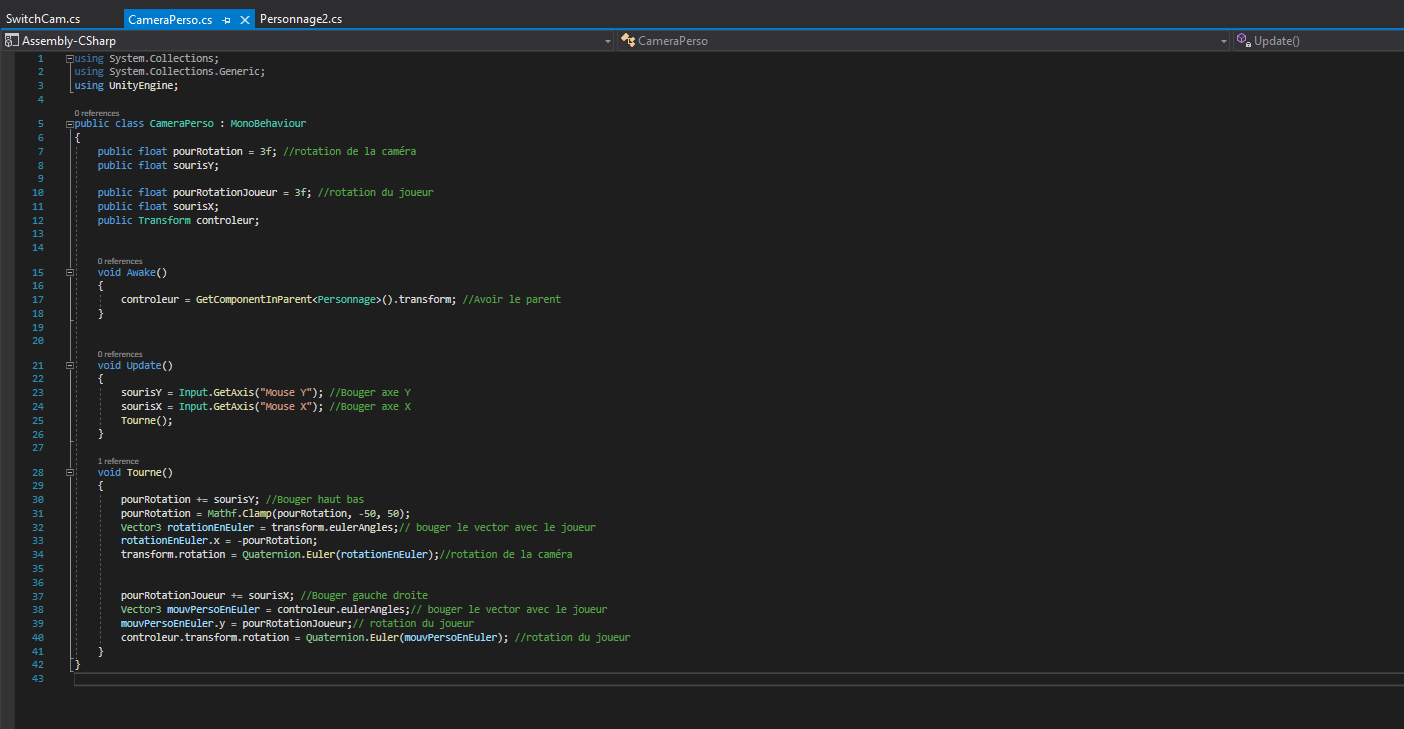 SwitchCam.cs CameraPerso.cs Personnage2.cs
Assembly-CSharp CameraPerso Update()
1 using System.Collections;
2 using System.Collections.Generic;
3 using UnityEngine;
4
0 references
5 public class CameraPerso : MonoBehaviour
6 {
7 public float pourRotation = 3f; //rotation de la caméra
8 public float sourisY;
9
10 public float pourRotationJoueur = 3f; //rotation du joueur
11 public float sourisX;
12 public Transform controleur;
13
14
0 references
15 void Awake()
16 {
17 controleur = GetComponentInParent<Personnage>().transform; //Avoir le parent
18 }
19
20
0 references
21 void Update()
22 {
23 sourisY = Input.GetAxis("Mouse Y"); //Bouger axe Y
24 sourisX = Input.GetAxis("Mouse X"); //Bouger axe X
25 Tourne();
26 }
27
1 reference
28 void Tourne()
29 {
30 pourRotation += sourisY; //Bouger haut bas
31 pourRotation = Mathf.Clamp(pourRotation, -50, 50);
32 Vector3 rotationEnEuler = transform.eulerAngles;// bouger le vector avec le joueur
33 rotationEnEuler.x = -pourRotation;
34 transform.rotation = Quaternion.Euler(rotationEnEuler);//rotation de la caméra
35
36
37 pourRotationJoueur += sourisX; //Bouger gauche droite
38 Vector3 mouvPersoEnEuler = controleur.eulerAngles;// bouger le vector avec le joueur
39 mouvPersoEnEuler.y = pourRotationJoueur;// rotation du joueur
40 controleur.transform.rotation = Quaternion.Euler(mouvPersoEnEuler); //rotation du joueur
41 }
42 }
43